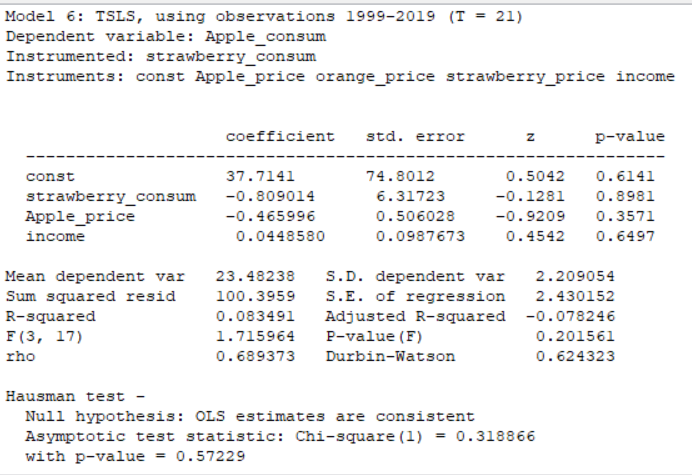 Model 6: TSLS, using observations 1999-2019 (T = 21)
Dependent variable: Apple_consum
Instrumented: strawberry_consum
Instruments: const Apple_price orange_price strawberry_price income
coefficient std. error z p-value
----------------------------------------------------------------
const 37.7141 74.8012 0.5042 0.6141
strawberry_consum -0.809014 6.31723 -0.1281 0.8981
Apple_price -0.465996 0.506028 -0.9209 0.3571
income 0.0448580 0.0987673 0.4542 0.6497
Mean dependent var 23.48238 S.D. dependent var 2.209054
Sum squared resid 100.3959 S.E. of regression 2.430152
R-squared 0.083491 Adjusted R-squared -0.078246
F(3, 17) 1.715964 P-value(F) 0.201561
rho 0.689373 Durbin-Watson 0.624323
Hausman test -
Null hypothesis: OLS estimates are consistent
Asymptotic test statistic: Chi-square(1) = 0.318866
with p-value = 0.57229